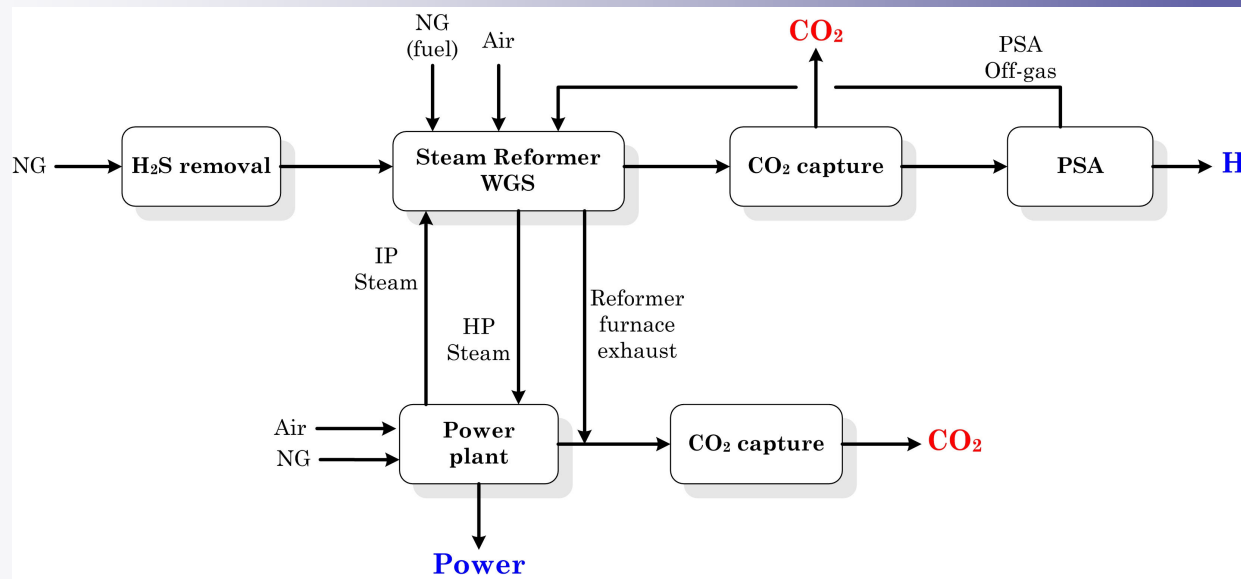 NG
(fuel)
Air
CO₂
PSA
Off-gas
NG
H₂S removal
Steam Reformer
WGS
CO₂ capture
PSA
H
IP
Steam
HP
Steam
Reformer
furnace
exhaust
Air
NG
Power
plant
CO₂ capture
CO₂
Power